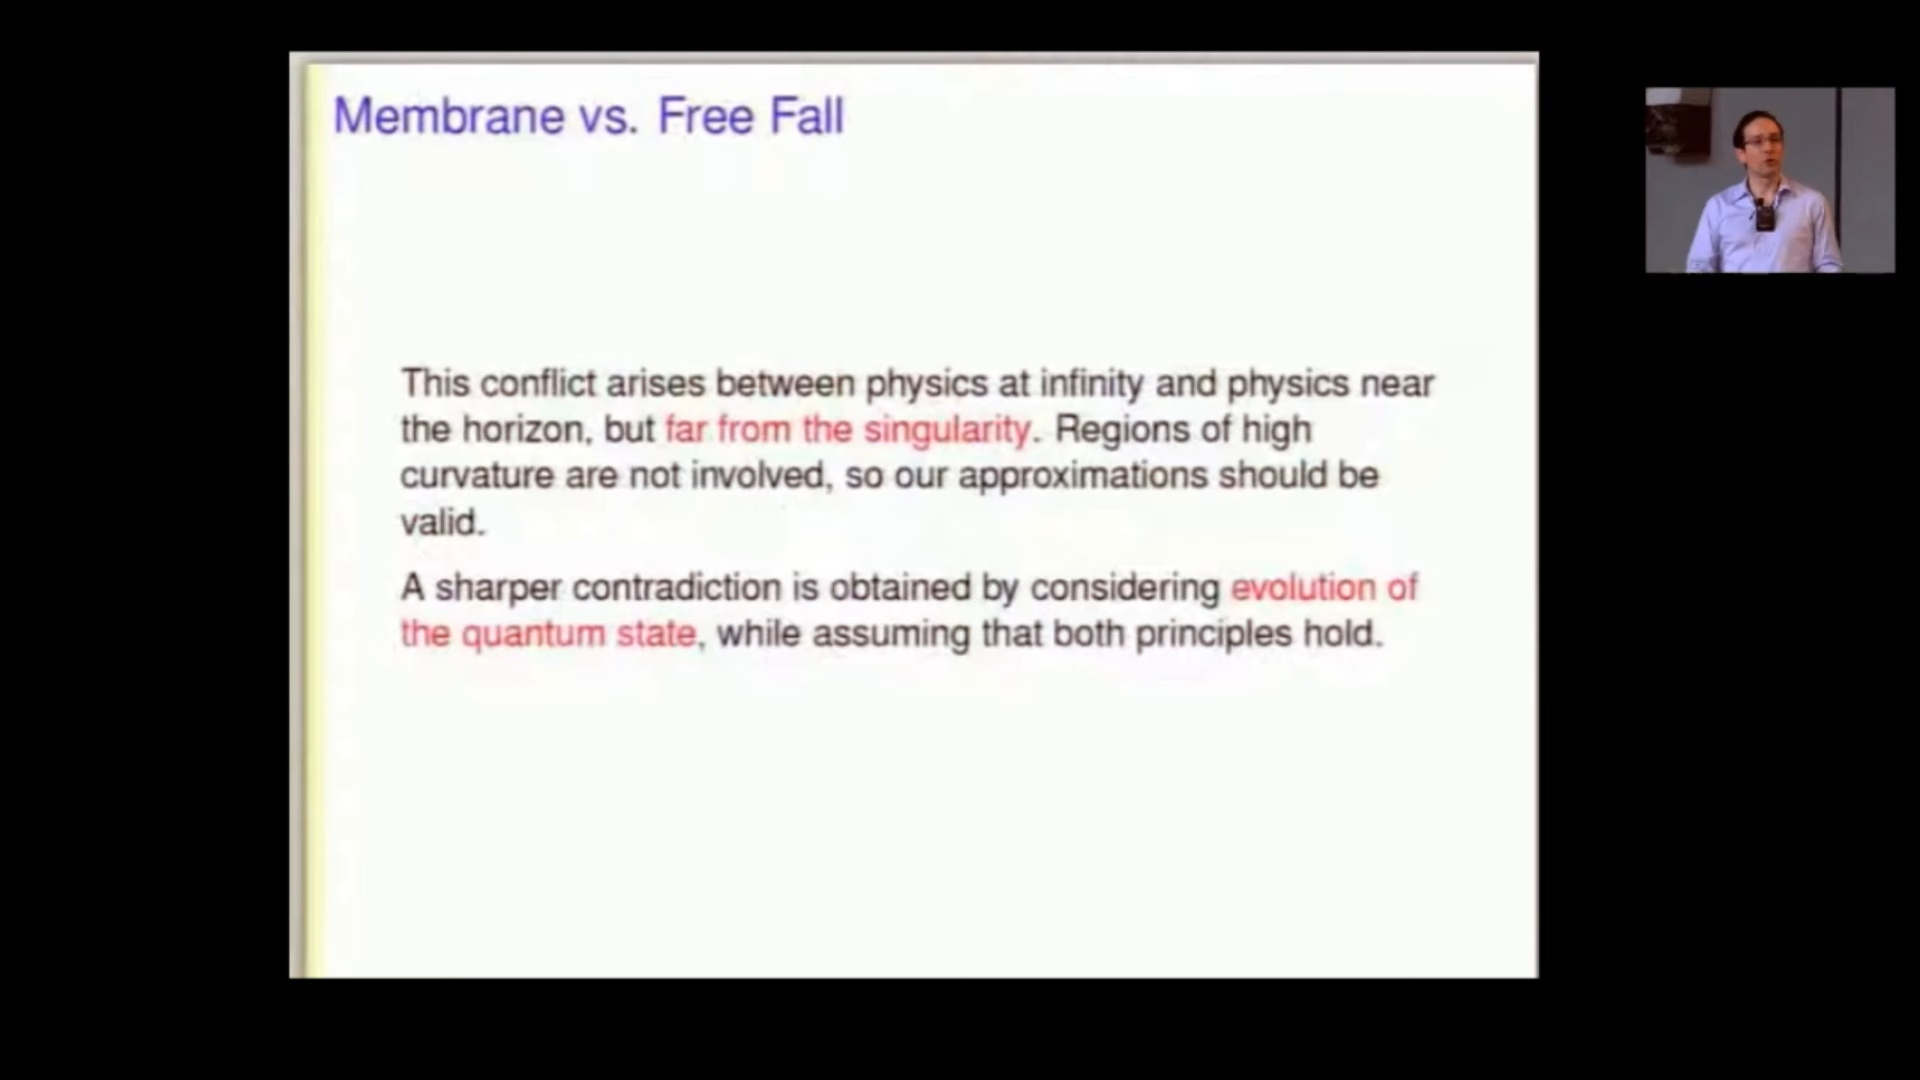 Membrane vs. Free Fall
This conflict arises between physics at infinity and physics near
the horizon, but far from the singularity. Regions of high
curvature are not involved, so our approximations should be
valid.
A sharper contradiction is obtained by considering evolution of
the quantum state, while assuming that both principles hold.